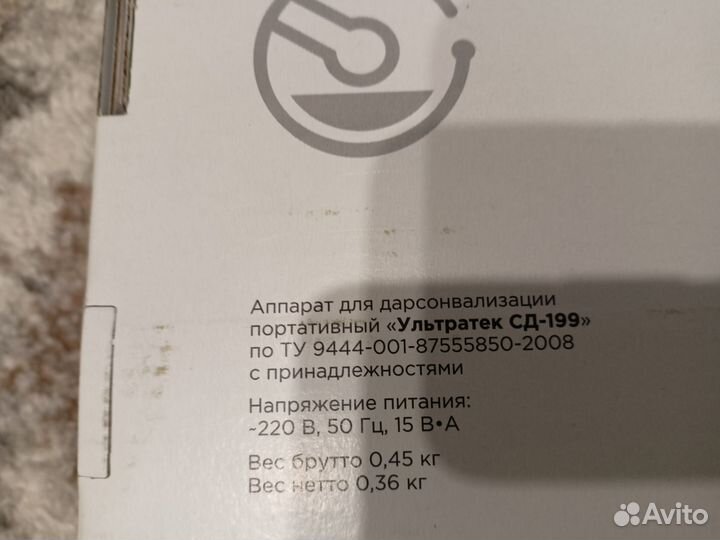 Аппарат для дарсонвализации
портативный «Ультратек СД-199»
по ТУ 9444-001-87555850-2008
с принадлежностями
Напряжение питания:
~220 В, 50 Гц, 15 В•А
Вес брутто 0,45 кг
Вес нетто 0,36 кг
Avito